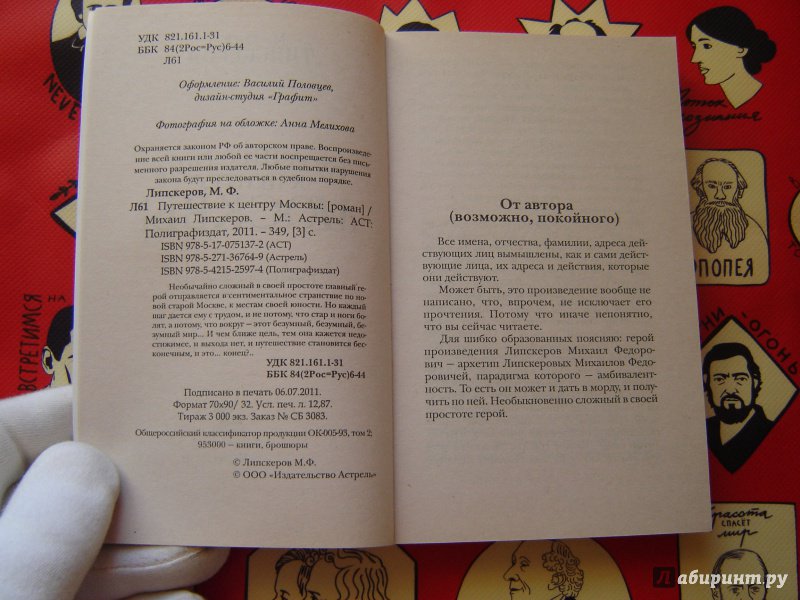 УДК 821.161.1-31
ББК 84(2Рос=Рус)6-44
Л61
Оформление: Василий Половцев,
дизайн-студия «Графит»
Фотография на обложке: Анна Мелихова
Охраняется законом РФ об авторском праве. Воспроизведе-
ние всей книги или любой ее части воспрещается без пись-
менного разрешения издателя. Любые попытки нарушения
закона будут преследоваться в судебном порядке.
Липскеров, М. Ф.
Л61 Путешествие к центру Москвы: [роман] /
Михаил Липскеров. – М.: Астрель: АСТ:
Полиграфиздат, 2011. – 349, [3] с.
ISBN 978-5-17-075137-2 (АСТ)
ISBN 978-5-271-36764-9 (Астрель)
ISBN 978-5-4215-2597-4 (Полиграфиздат)
Необычайно сложный в своей простоте главный ге-
рой отправляется в сентиментальное странствие по но-
вой старой Москве, к местам своей юности. Но каждый
шаг дается ему с трудом, и не потому, что стар и ноги бо-
лят, а потому, что вокруг – этот безумный, безумный, безу-
мный мир... И чем ближе цель, тем она кажется недо-
стижимее, и выхода нет, и путешествие становится бес-
конечным, и это... конец?..
УДК 821.161.1-31
ББК 84(2Рос=Рус)6-44
Подписано в печать 06.07.2011.
Формат 70х90/ 32. Усл. печ. л. 12,87.
Тираж 3 000 экз. Заказ № СБ 3083.
Общероссийский классификатор продукции ОК-005-93, том 2;
953000 – книги, брошюры
© Липскеров М.Ф.
© ООО «Издательство Астрель»
От автора
(возможно, покойного)
Все имена, отчества, фамилии, адреса дей-
ствующих лиц вымышлены, как и сами дей-
ствующие лица, их адреса и действия, которые
они действуют.
Может быть, это произведение вообще не
написано, что, впрочем, не исключает его
прочтения. Потому что иначе непонятно,
что вы сейчас читаете.
Для шибко образованных поясняю: герой
произведения Липскеров Михаил Федоро-
вич – архетип Липскеровых Михаилов Федо-
ровичей, парадигма которого – амбивалент-
ность. То есть он может и дать в морду, и полу-
чить по ней. Необыкновенно сложный в своей
простоте герой.
NEVE
ВСТРЕТИМСЯ
НА
ПОПЕЯ
НИ
ОГОНЬ
Красота
СПАСЕТ
мир
Лабиринт.ру